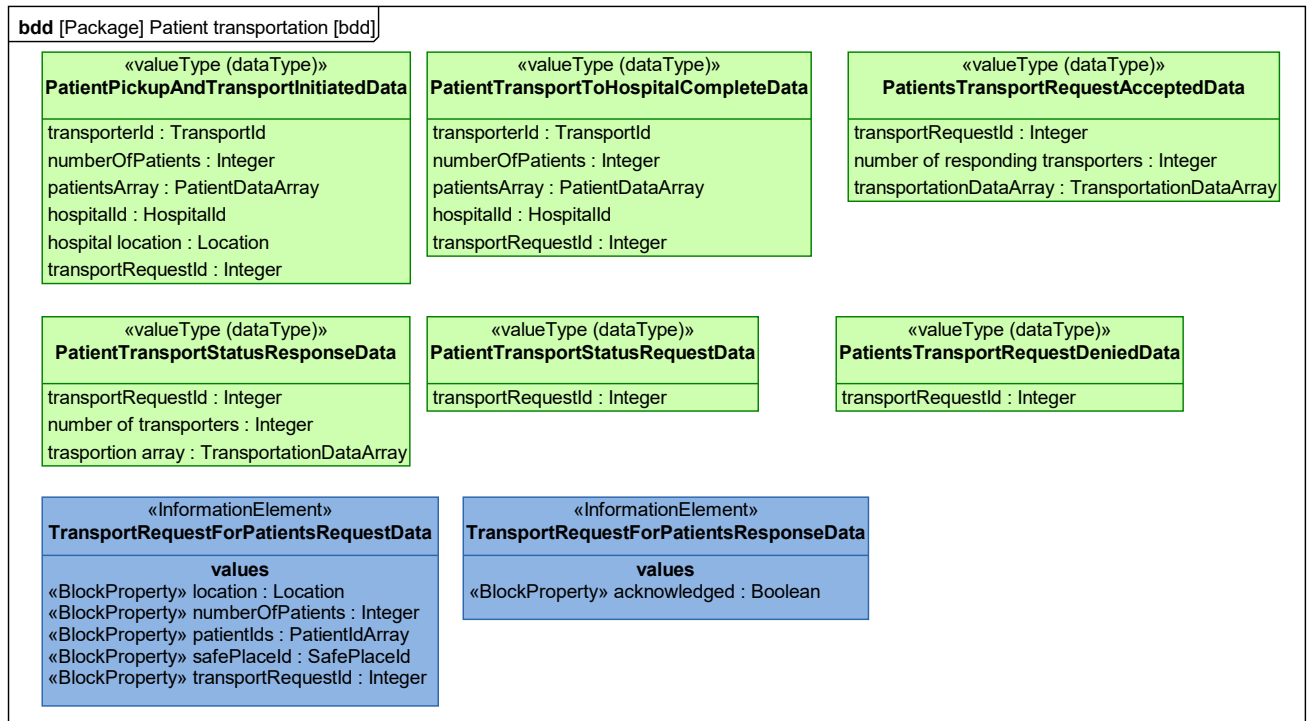 bdd [Package] Patient transportation [bdd]
«valueType (dataType)»
PatientPickupAndTransportInitiatedData
transporterId : TransportId
numberOfPatients : Integer
patientsArray : PatientDataArray
hospitalId : HospitalId
hospital location : Location
transportRequestId : Integer
«valueType (dataType)»
PatientTransportToHospitalCompleteData
transporterId : TransportId
numberOfPatients : Integer
patientsArray : PatientDataArray
hospitalId : HospitalId
transportRequestId : Integer
«valueType (dataType)»
PatientsTransportRequestAcceptedData
transportRequestId : Integer
number of responding transporters : Integer
transportationDataArray : TransportationDataArray
«valueType (dataType)»
PatientTransportStatusResponseData
transportRequestId : Integer
number of transporters : Integer
trasportion array : TransportationDataArray
«valueType (dataType)»
PatientTransportStatusRequestData
transportRequestId : Integer
«valueType (dataType)»
PatientsTransportRequestDeniedData
transportRequestId : Integer
«InformationElement»
TransportRequestForPatientsRequestData
values
«BlockProperty» location : Location
«BlockProperty» numberOfPatients : Integer
«BlockProperty» patientIds : PatientIdArray
«BlockProperty» safePlaceId : SafePlaceId
«BlockProperty» transportRequestId : Integer
«InformationElement»
TransportRequestForPatientsResponseData
values
«BlockProperty» acknowledged : Boolean